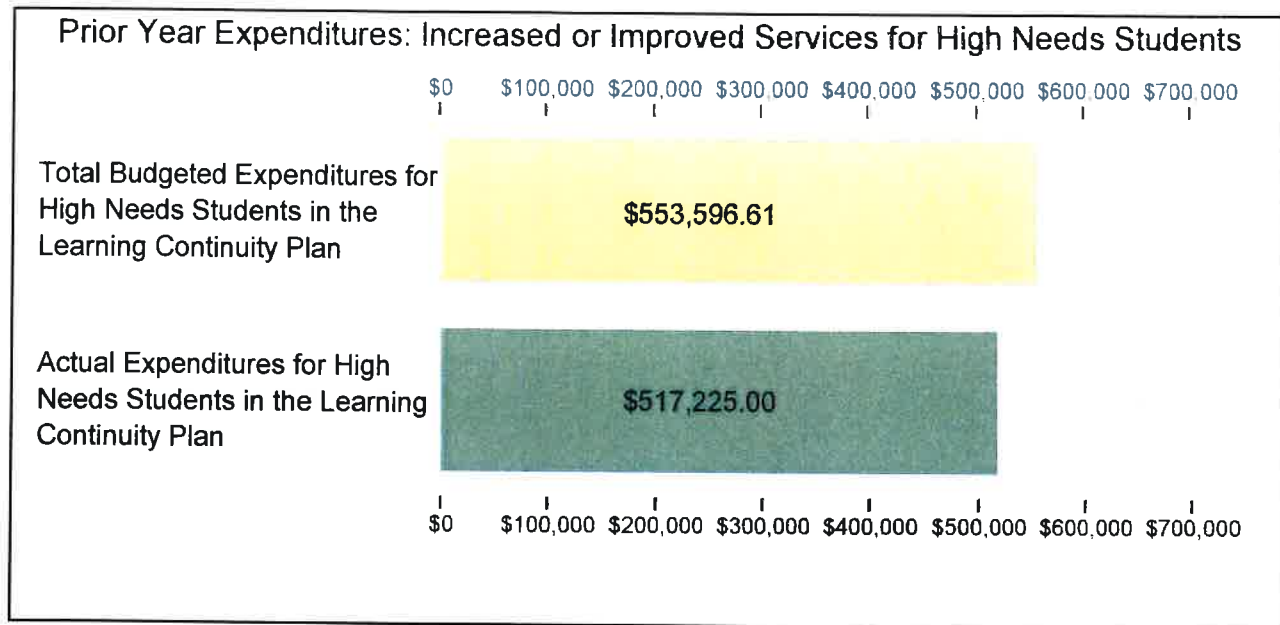 Prior Year Expenditures: Increased or Improved Services for High Needs Students
$0 $100,000 $200,000 $300,000 $400,000 $500,000 $600,000 $700,000
Total Budgeted Expenditures for
High Needs Students in the
Learning Continuity Plan
$553,596.61
Actual Expenditures for High
Needs Students in the Learning
Continuity Plan
$517,225.00
$0 $100,000 $200,000 $300,000 $400,000 $500,000 $600,000 $700,000